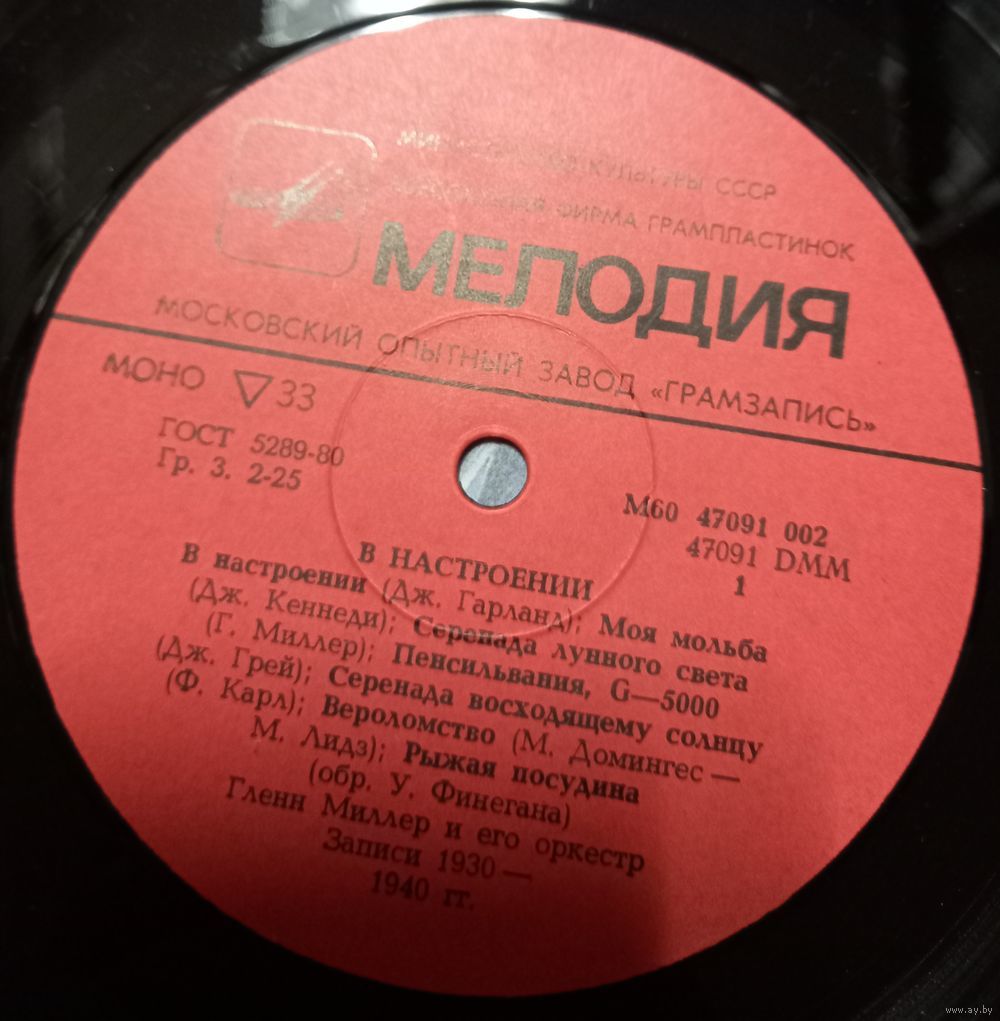 КУЛЬТУРЫ СССР
ФИРМА ГРАМПЛАСТИНОК
МЕЛОДИЯ
МОСКОВСКИЙ ОПЫТНЫЙ ЗАВОД «ГРАМЗАПИСЬ»
МОНО ▽ 33
ГОСТ 5289-80
Гр. 3. 2-25
М60 47091 002
47091 DMM
1
В НАСТРОЕНИИ
В настроении (Дж. Гарланд); Моя мольба
(Дж. Кеннеди); Серенада лунного света
(Г. Миллер); Пенсильвания, G—5000
(Дж. Грей); Серенада восходящему солнцу
(Ф. Карл); Вероломство (М. Домингес —
М. Лидз); Рыжая посудина
(обр. У. Финегана)
Гленн Миллер и его оркестр
Записи 1930 —
1940 гг.
www.ay.by